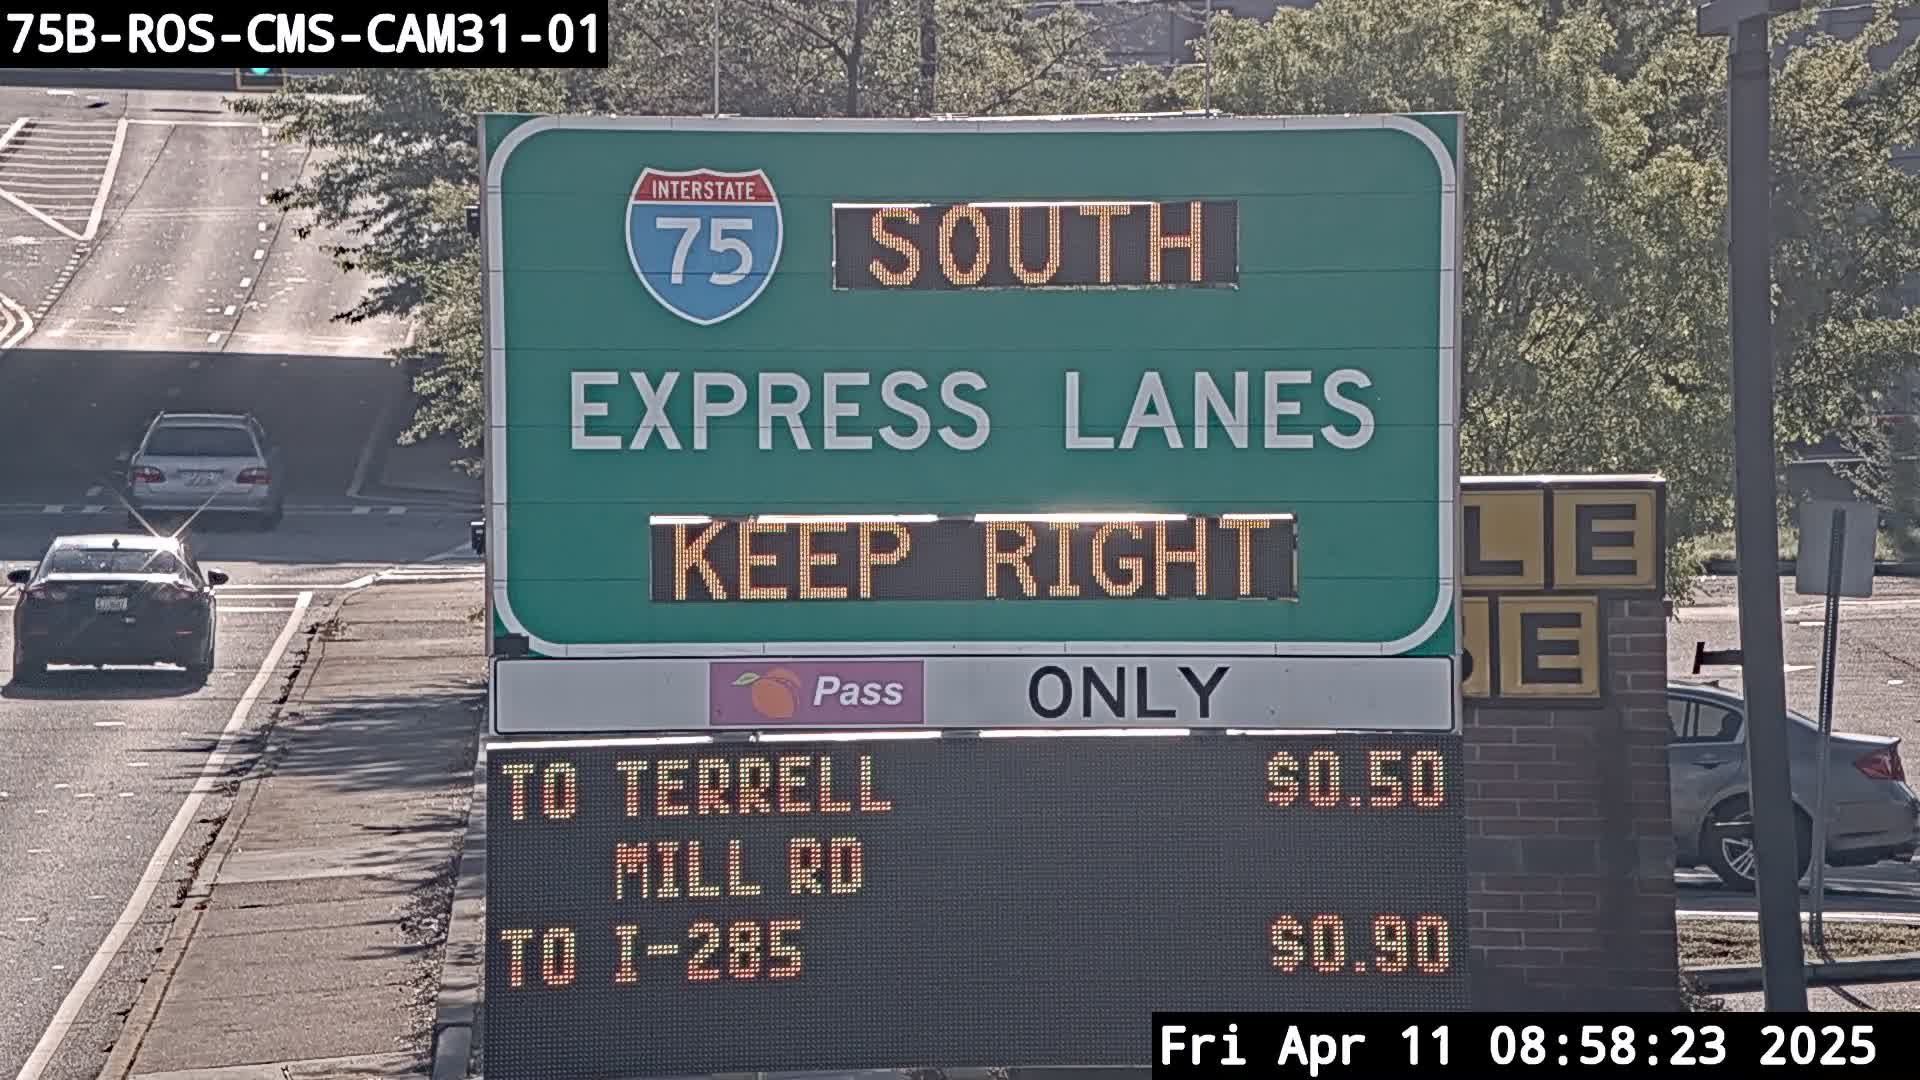 75B-ROS-CMS-CAM31-01
INTERSTATE
75
SOUTH
EXPRESS LANES
KEEP RIGHT
Pass ONLY
TO TERRELL $0.50
MILL RD
TO I-285 $0.90
LE
E
Fri Apr 11 08:58:23 2025